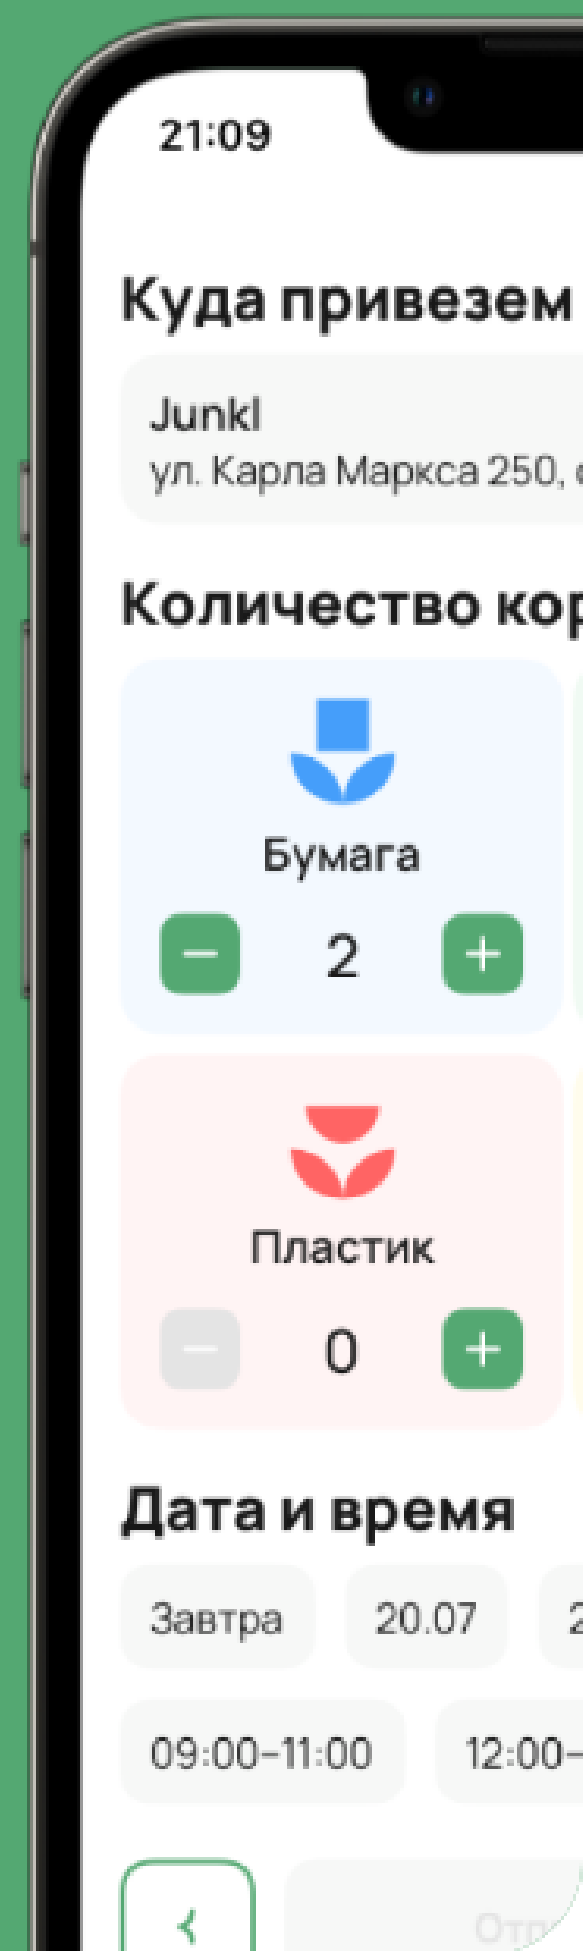 21:09
Куда привезем
Junkl
ул. Карла Маркса 250,
Количество
Бумага
− 2 +
Пластик
− 0 +
Дата и время
Завтра 20.07
09:00–11:00 12:00–